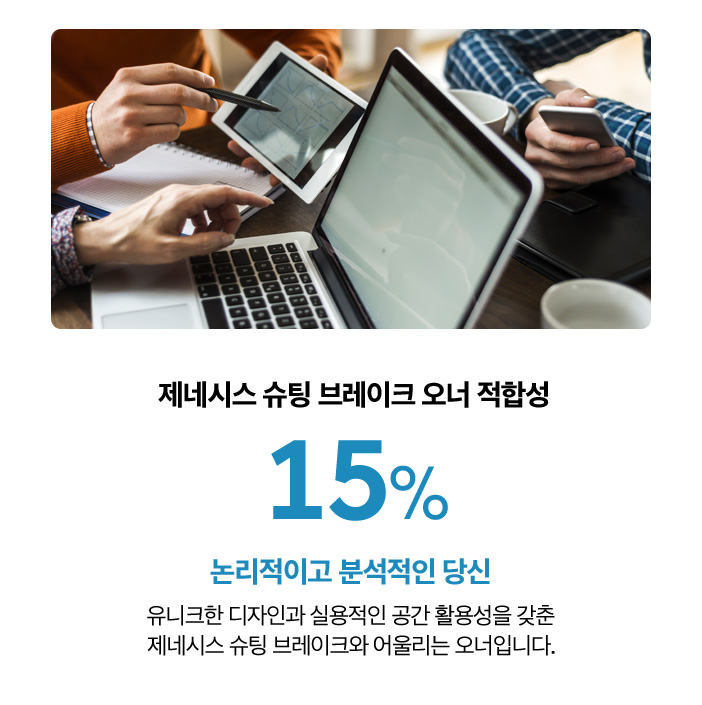 제네시스 슈팅 브레이크 오너 적합성
15%
논리적이고 분석적인 당신
유니크한 디자인과 실용적인 공간 활용성을 갖춘
제네시스 슈팅 브레이크와 어울리는 오너입니다.